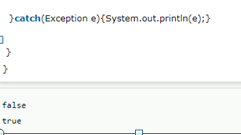 }catch(Exception e){System.out.println(e);}
}
}
false
true